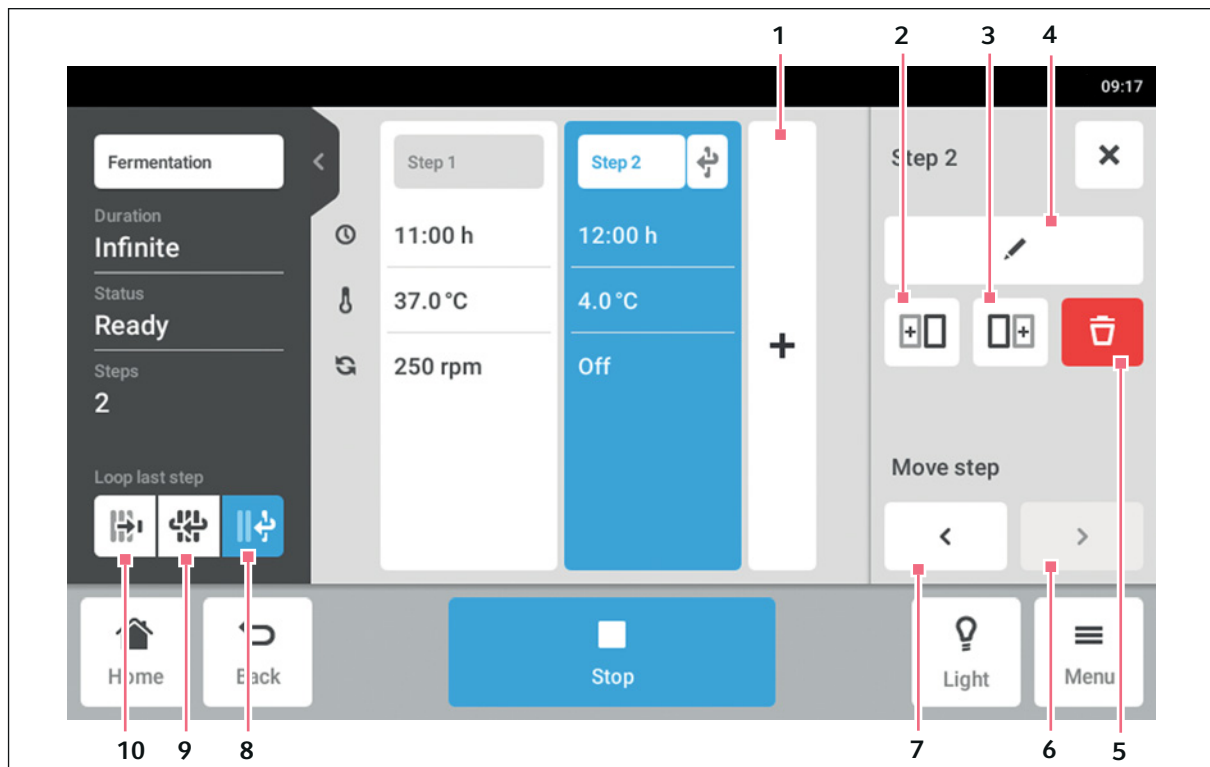 1 2 3 4
09:17
Fermentation
Duration
Infinite
Status
Ready
Steps
2
Loop last step
Step 1
11:00 h
37.0 °C
250 rpm
Step 2
12:00 h
4.0 °C
Off
+
Step 2
Move step
Home
Back
Stop
Light
Menu
10 9 8 7 6 5